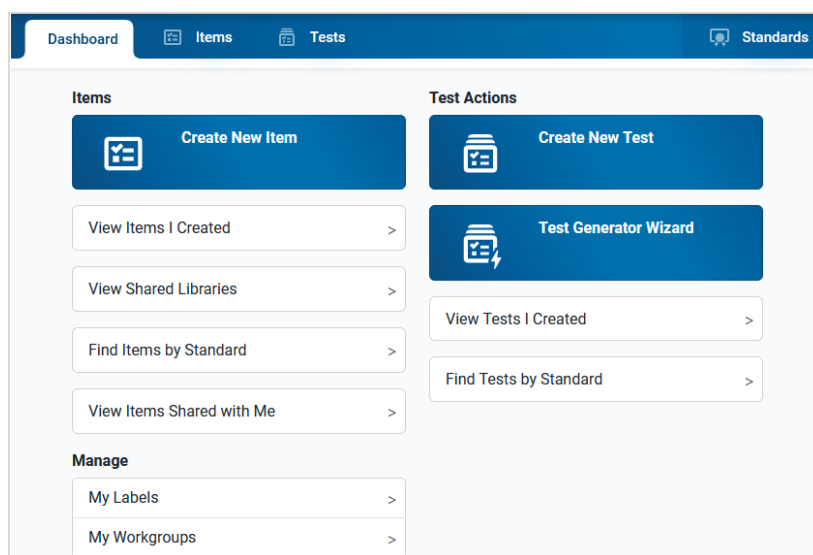 Dashboard
Items
Tests
Standards
Items
Create New Item
View Items I Created >
View Shared Libraries >
Find Items by Standard >
View Items Shared with Me >
Manage
My Labels >
My Workgroups >
Test Actions
Create New Test
Test Generator Wizard
View Tests I Created >
Find Tests by Standard >